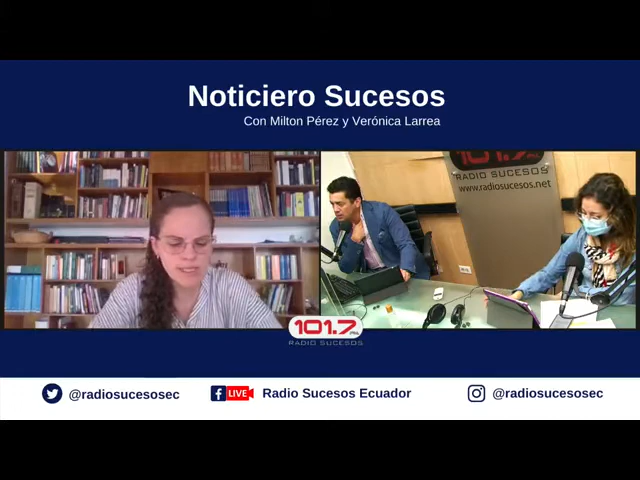 Noticiero Sucesos
Con Milton Pérez y Verónica Larrea
101.7
RADIO SUCESOS
www.radiosucesos.net
101.7 FM
RADIO SUCESOS
@radiosucesosec
LIVE
Radio Sucesos Ecuador
@radiosucesosec